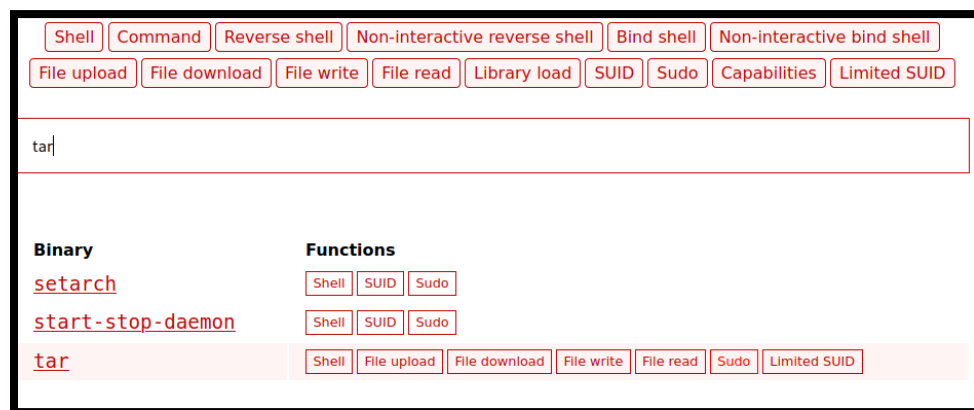 Shell Command Reverse shell Non-interactive reverse shell Bind shell Non-interactive bind shell
File upload File download File write File read Library load SUID Sudo Capabilities Limited SUID
tar
Binary Functions
setarch Shell SUID Sudo
start-stop-daemon Shell SUID Sudo
tar Shell File upload File download File write File read Sudo Limited SUID